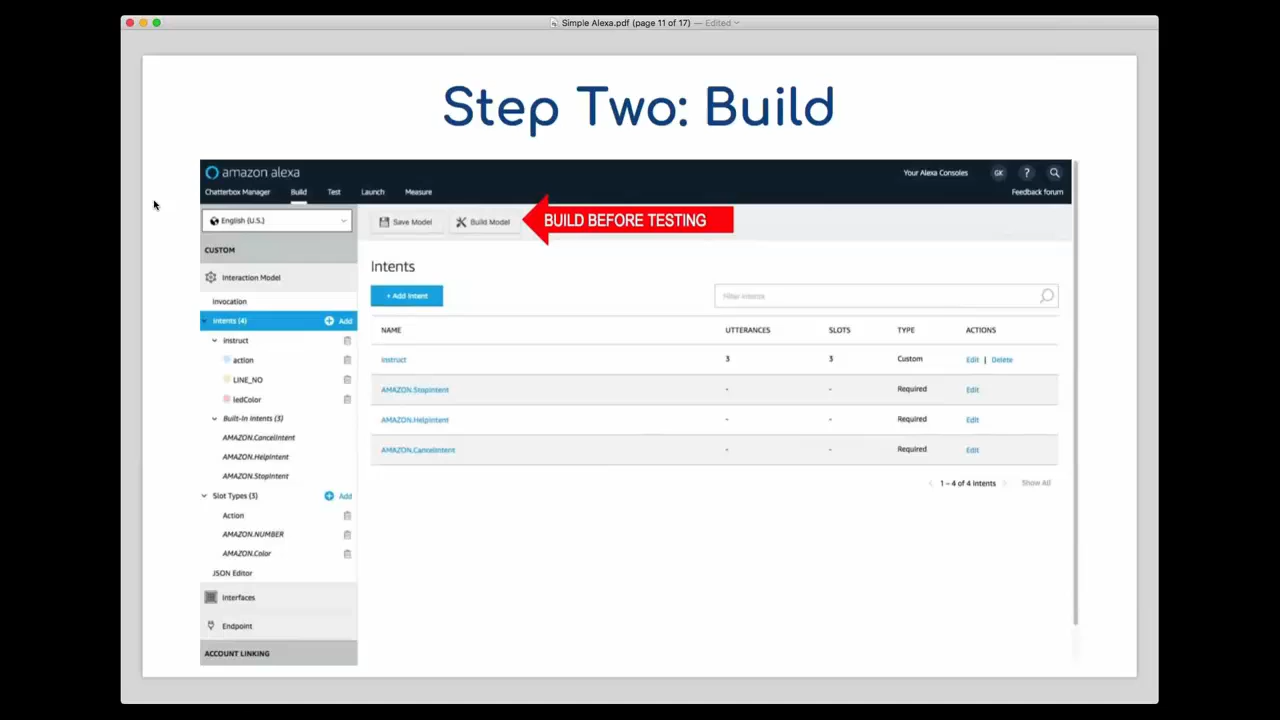 Simple Alexa.pdf (page 11 of 17) — Edited
Step Two: Build
amazon alexa
Your Alexa Consoles
GK
?
Chatterbox Manager Build Test Launch Measure
Feedback forum
English (U.S.)
Save Model
Build Model
BUILD BEFORE TESTING
CUSTOM
Interaction Model
Invocation
Intents (4) Add
instruct
action
LINE_NO
ledColor
Built-In Intents (3)
AMAZON.CancelIntent
AMAZON.HelpIntent
AMAZON.StopIntent
Slot Types (3) Add
Action
AMAZON.NUMBER
AMAZON.Color
JSON Editor
Interfaces
Endpoint
ACCOUNT LINKING
Intents
+ Add Intent
Filter Intents
NAME UTTERANCES SLOTS TYPE ACTIONS
instruct 3 3 Custom Edit | Delete
AMAZON.StopIntent - - Required Edit
AMAZON.HelpIntent - - Required Edit
AMAZON.CancelIntent - - Required Edit
< 1 – 4 of 4 Intents > Show All